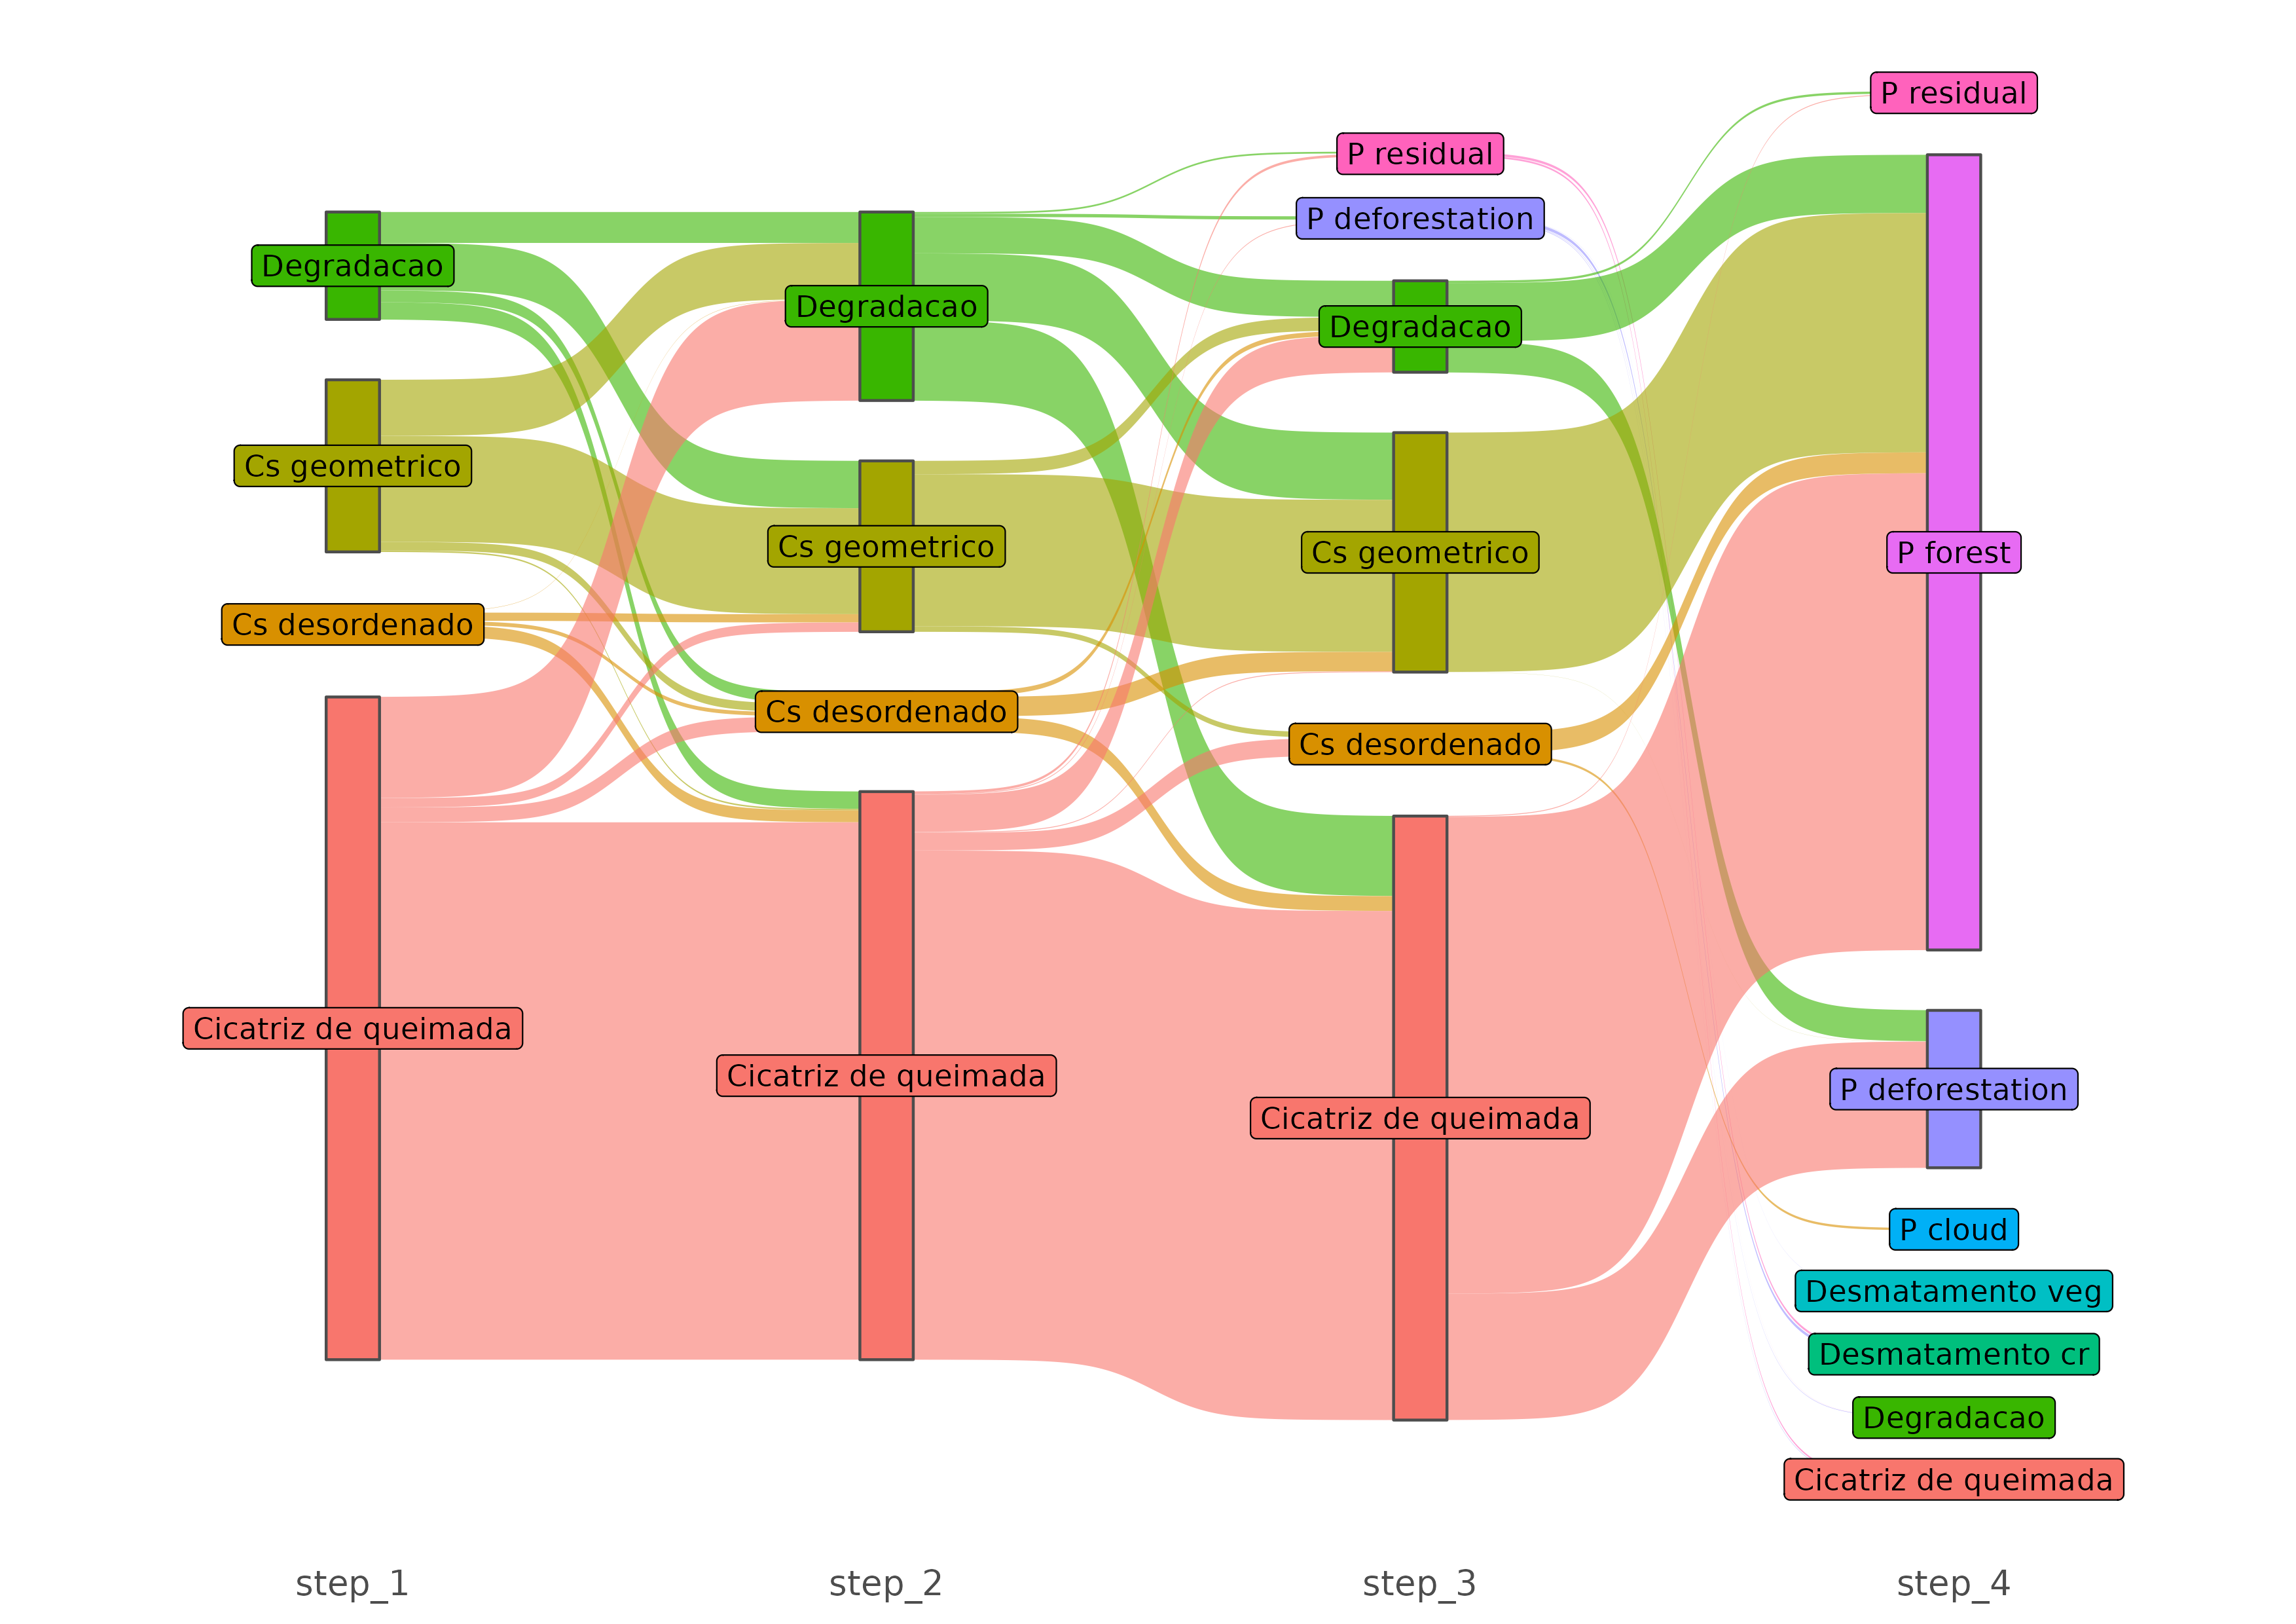 Degradacao
Cs geometrico
Cs desordenado
Cicatriz de queimada
Degradacao
Cs geometrico
Cs desordenado
Cicatriz de queimada
P residual
P deforestation
Degradacao
Cs geometrico
Cs desordenado
Cicatriz de queimada
P residual
P forest
P deforestation
P cloud
Desmatamento veg
Desmatamento cr
Degradacao
Cicatriz de queimada
step_1
step_2
step_3
step_4